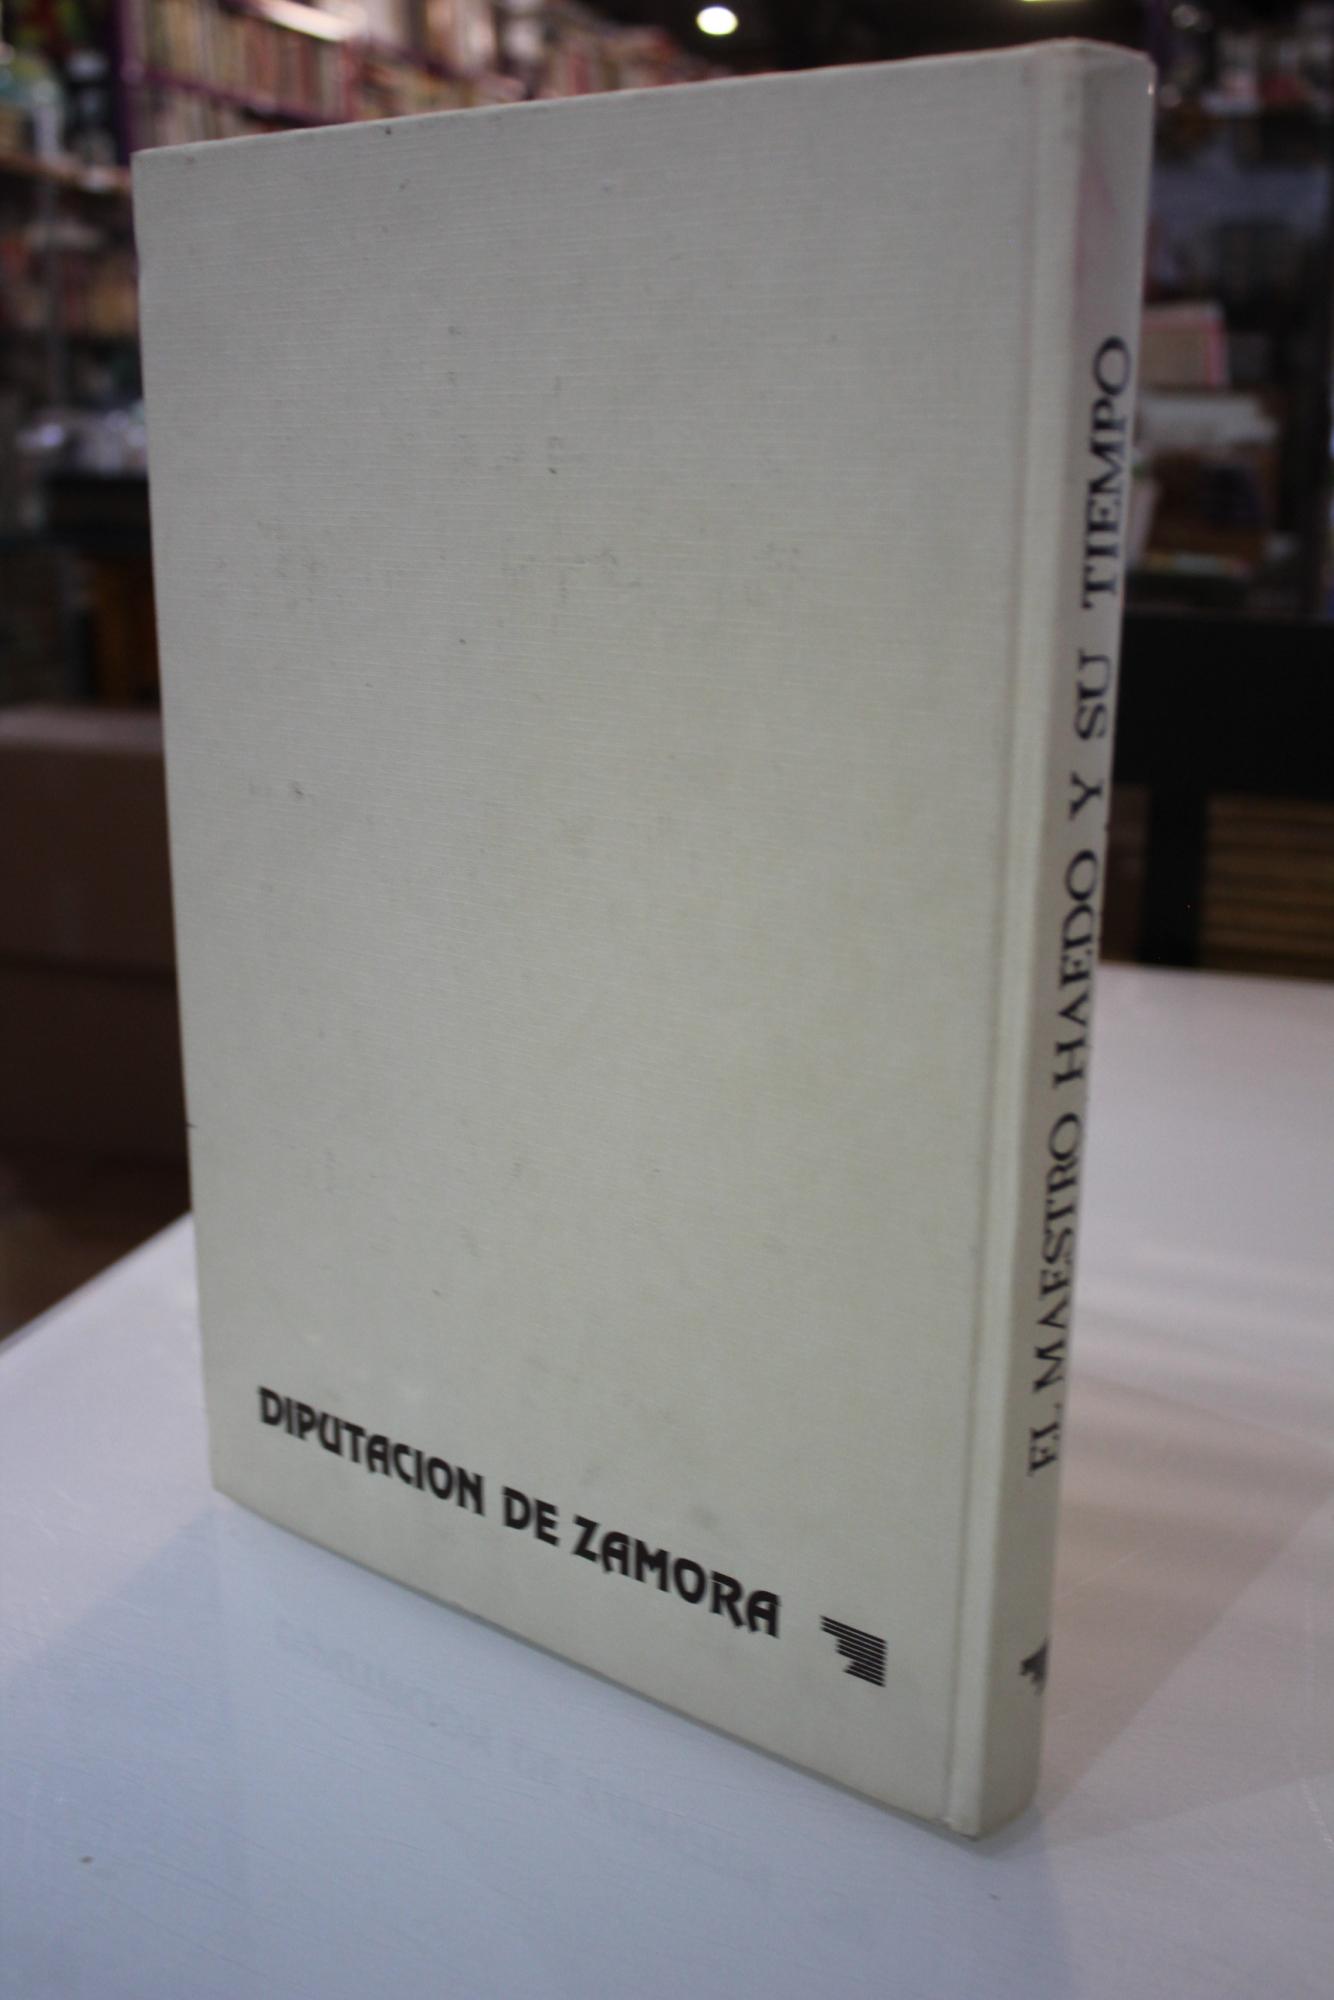 EL MAESTRO HAEDO Y SU TIEMPO
DIPUTACION DE ZAMORA